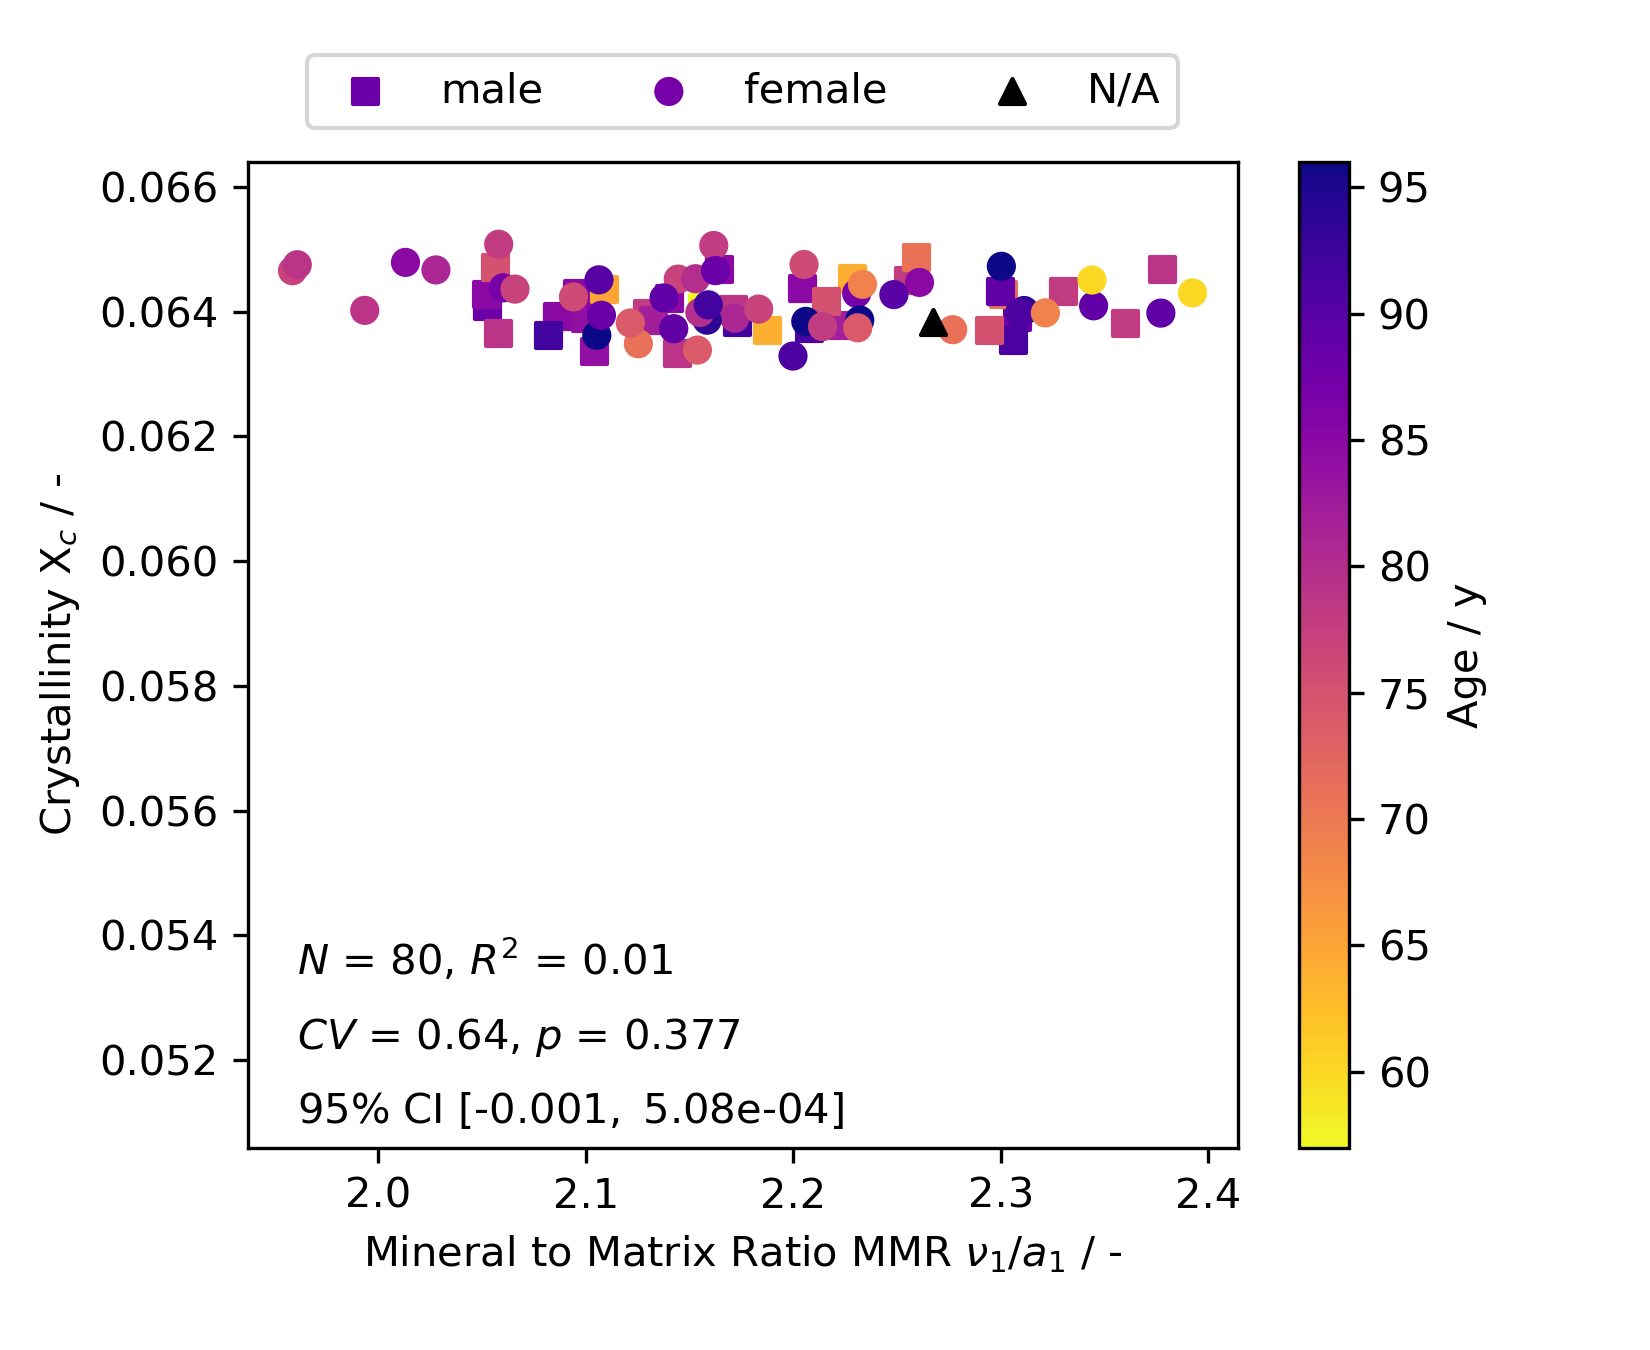 male female N/A
0.066
0.064
0.062
0.060
0.058
0.056
0.054
0.052
Crystallinity X_c / -
N = 80, R² = 0.01
CV = 0.64, p = 0.377
95% CI [-0.001, 5.08e-04]
2.0 2.1 2.2 2.3 2.4
Mineral to Matrix Ratio MMR ν₁/a₁ / -
95
90
85
80
75
70
65
60
Age / y